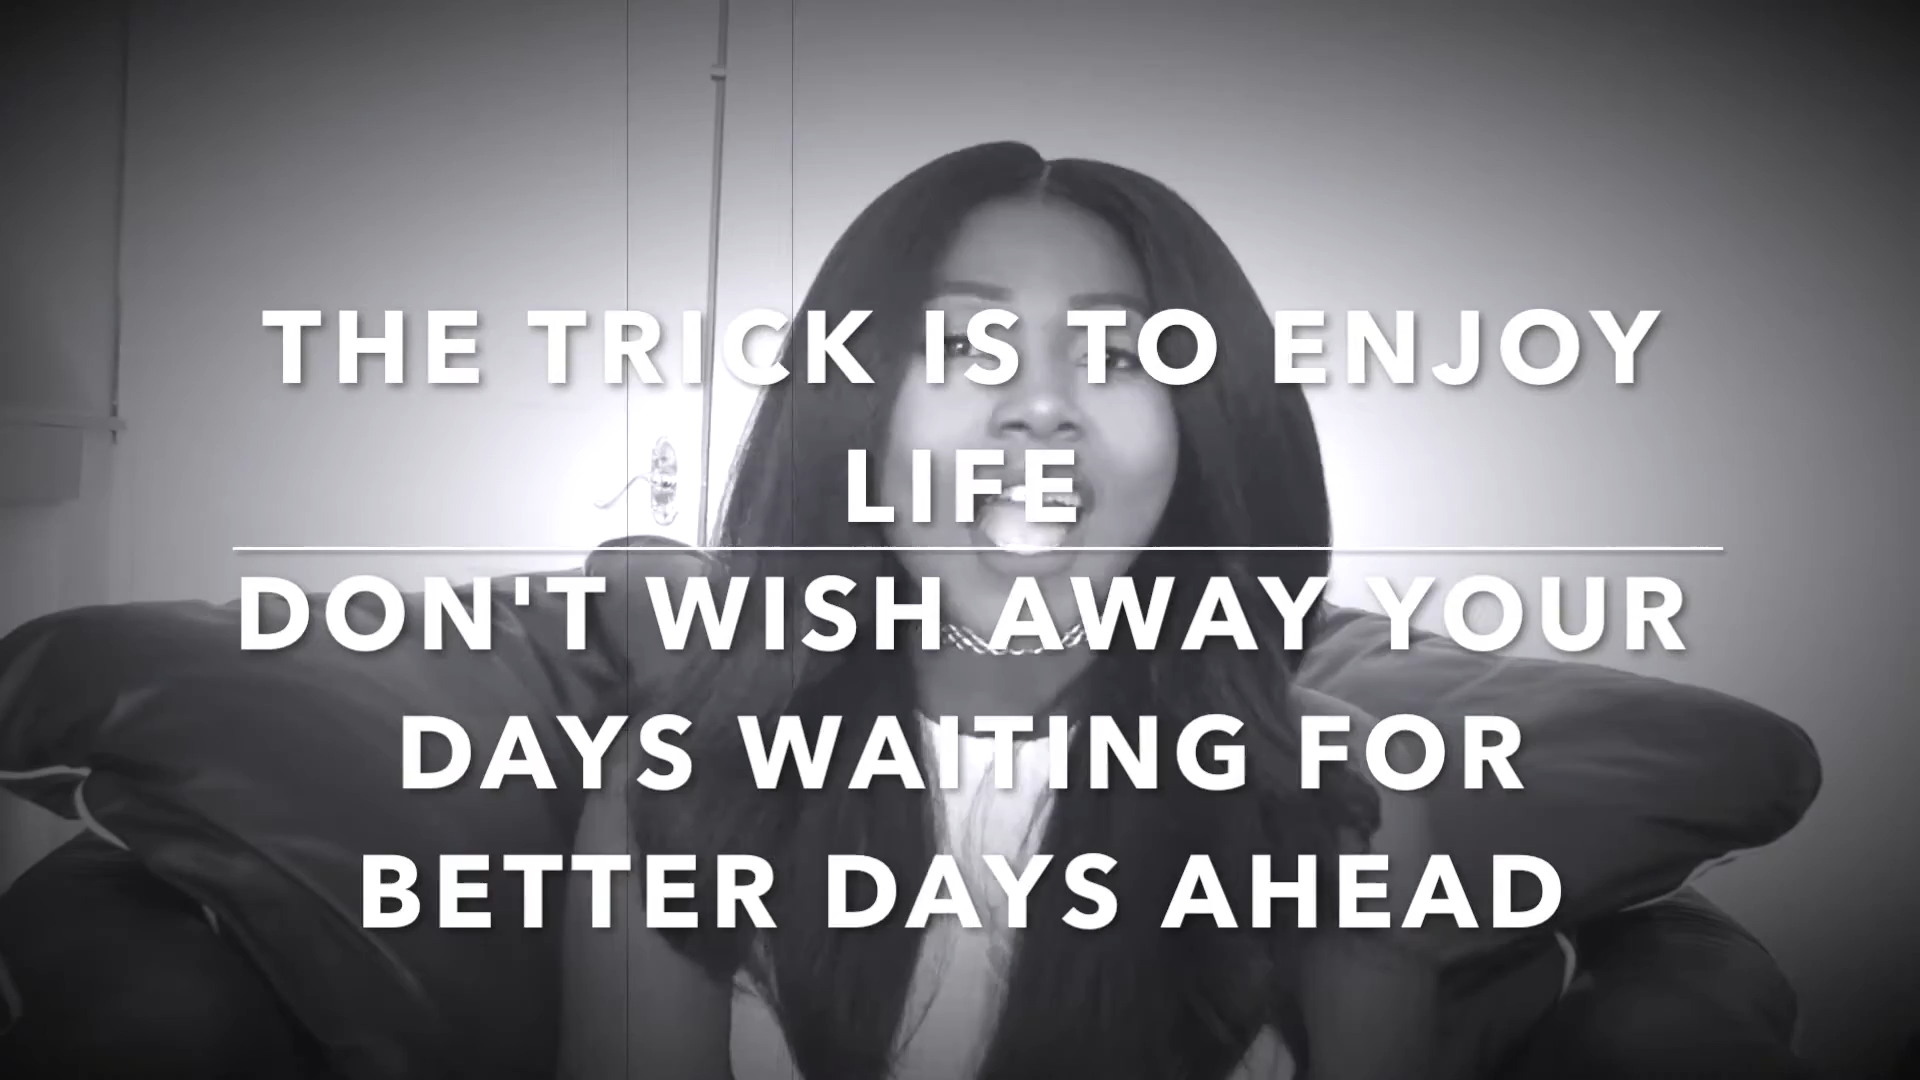 THE TRICK IS TO ENJOY
LIFE
DON'T WISH AWAY YOUR
DAYS WAITING FOR
BETTER DAYS AHEAD